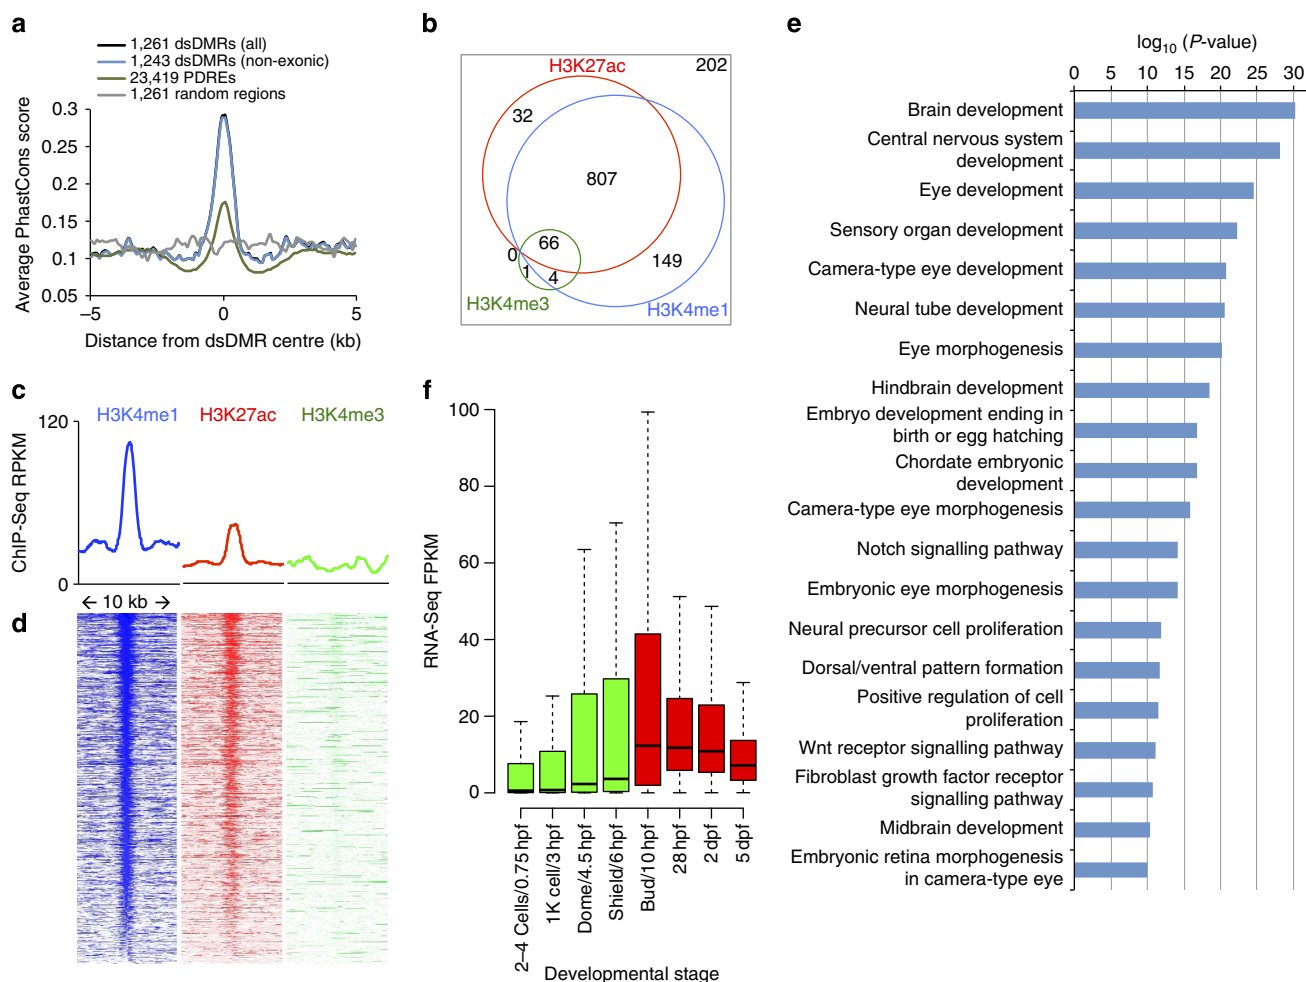 a
1,261 dsDMRs (all)
1,243 dsDMRs (non-exonic)
23,419 PDREs
1,261 random regions
Average PhastCons score
0.3
0.25
0.2
0.15
0.1
0.05
–5
0
5
Distance from dsDMR centre (kb)
b
H3K27ac
202
32
807
66
0
1
4
149
H3K4me3
H3K4me1
c
H3K4me1
H3K27ac
H3K4me3
ChIP-Seq RPKM
120
0
← 10 kb →
d
e
log10 (P-value)
0 5 10 15 20 25 30
Brain development
Central nervous system
development
Eye development
Sensory organ development
Camera-type eye development
Neural tube development
Eye morphogenesis
Hindbrain development
Embryo development ending in
birth or egg hatching
Chordate embryonic
development
Camera-type eye morphogenesis
Notch signalling pathway
Embryonic eye morphogenesis
Neural precursor cell proliferation
Dorsal/ventral pattern formation
Positive regulation of cell
proliferation
Wnt receptor signalling pathway
Fibroblast growth factor receptor
signalling pathway
Midbrain development
Embryonic retina morphogenesis
in camera-type eye
f
RNA-Seq FPKM
100
80
60
40
20
0
2–4 Cells/0.75 hpf
1K cell/3 hpf
Dome/4.5 hpf
Shield/6 hpf
Bud/10 hpf
28 hpf
2 dpf
5 dpf
Developmental stage